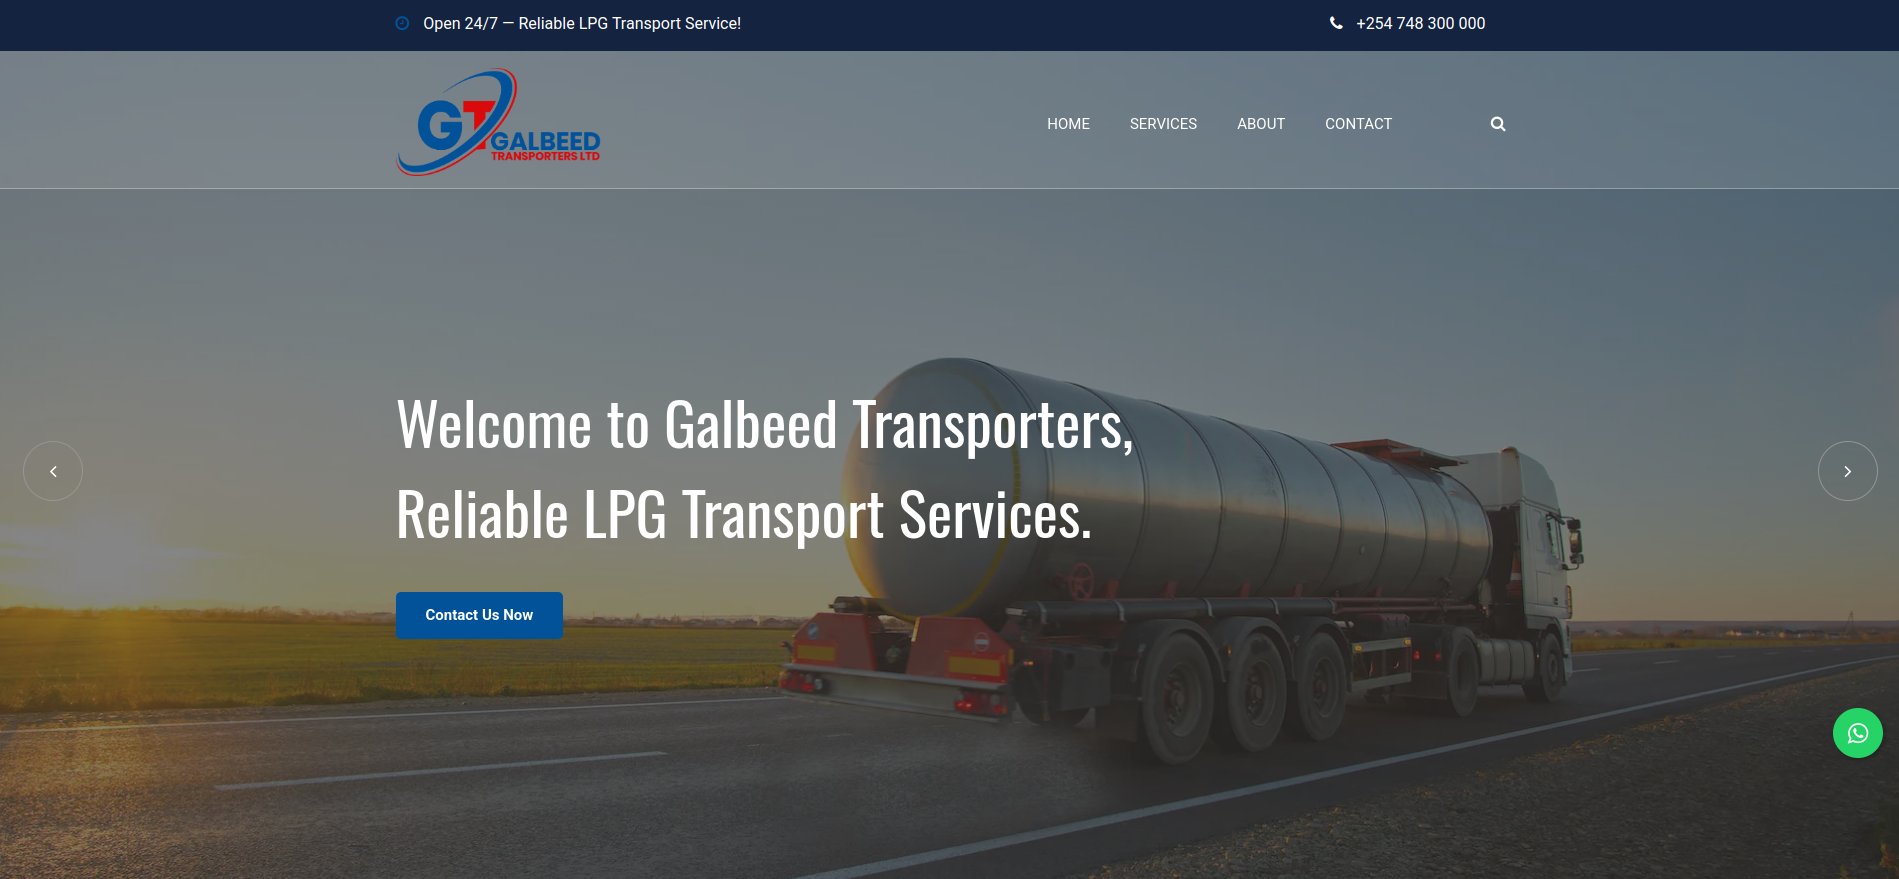 Open 24/7 — Reliable LPG Transport Service!
+254 748 300 000
GT GALBEED
TRANSPORTERS LTD
HOME SERVICES ABOUT CONTACT
Welcome to Galbeed Transporters,
Reliable LPG Transport Services.
Contact Us Now